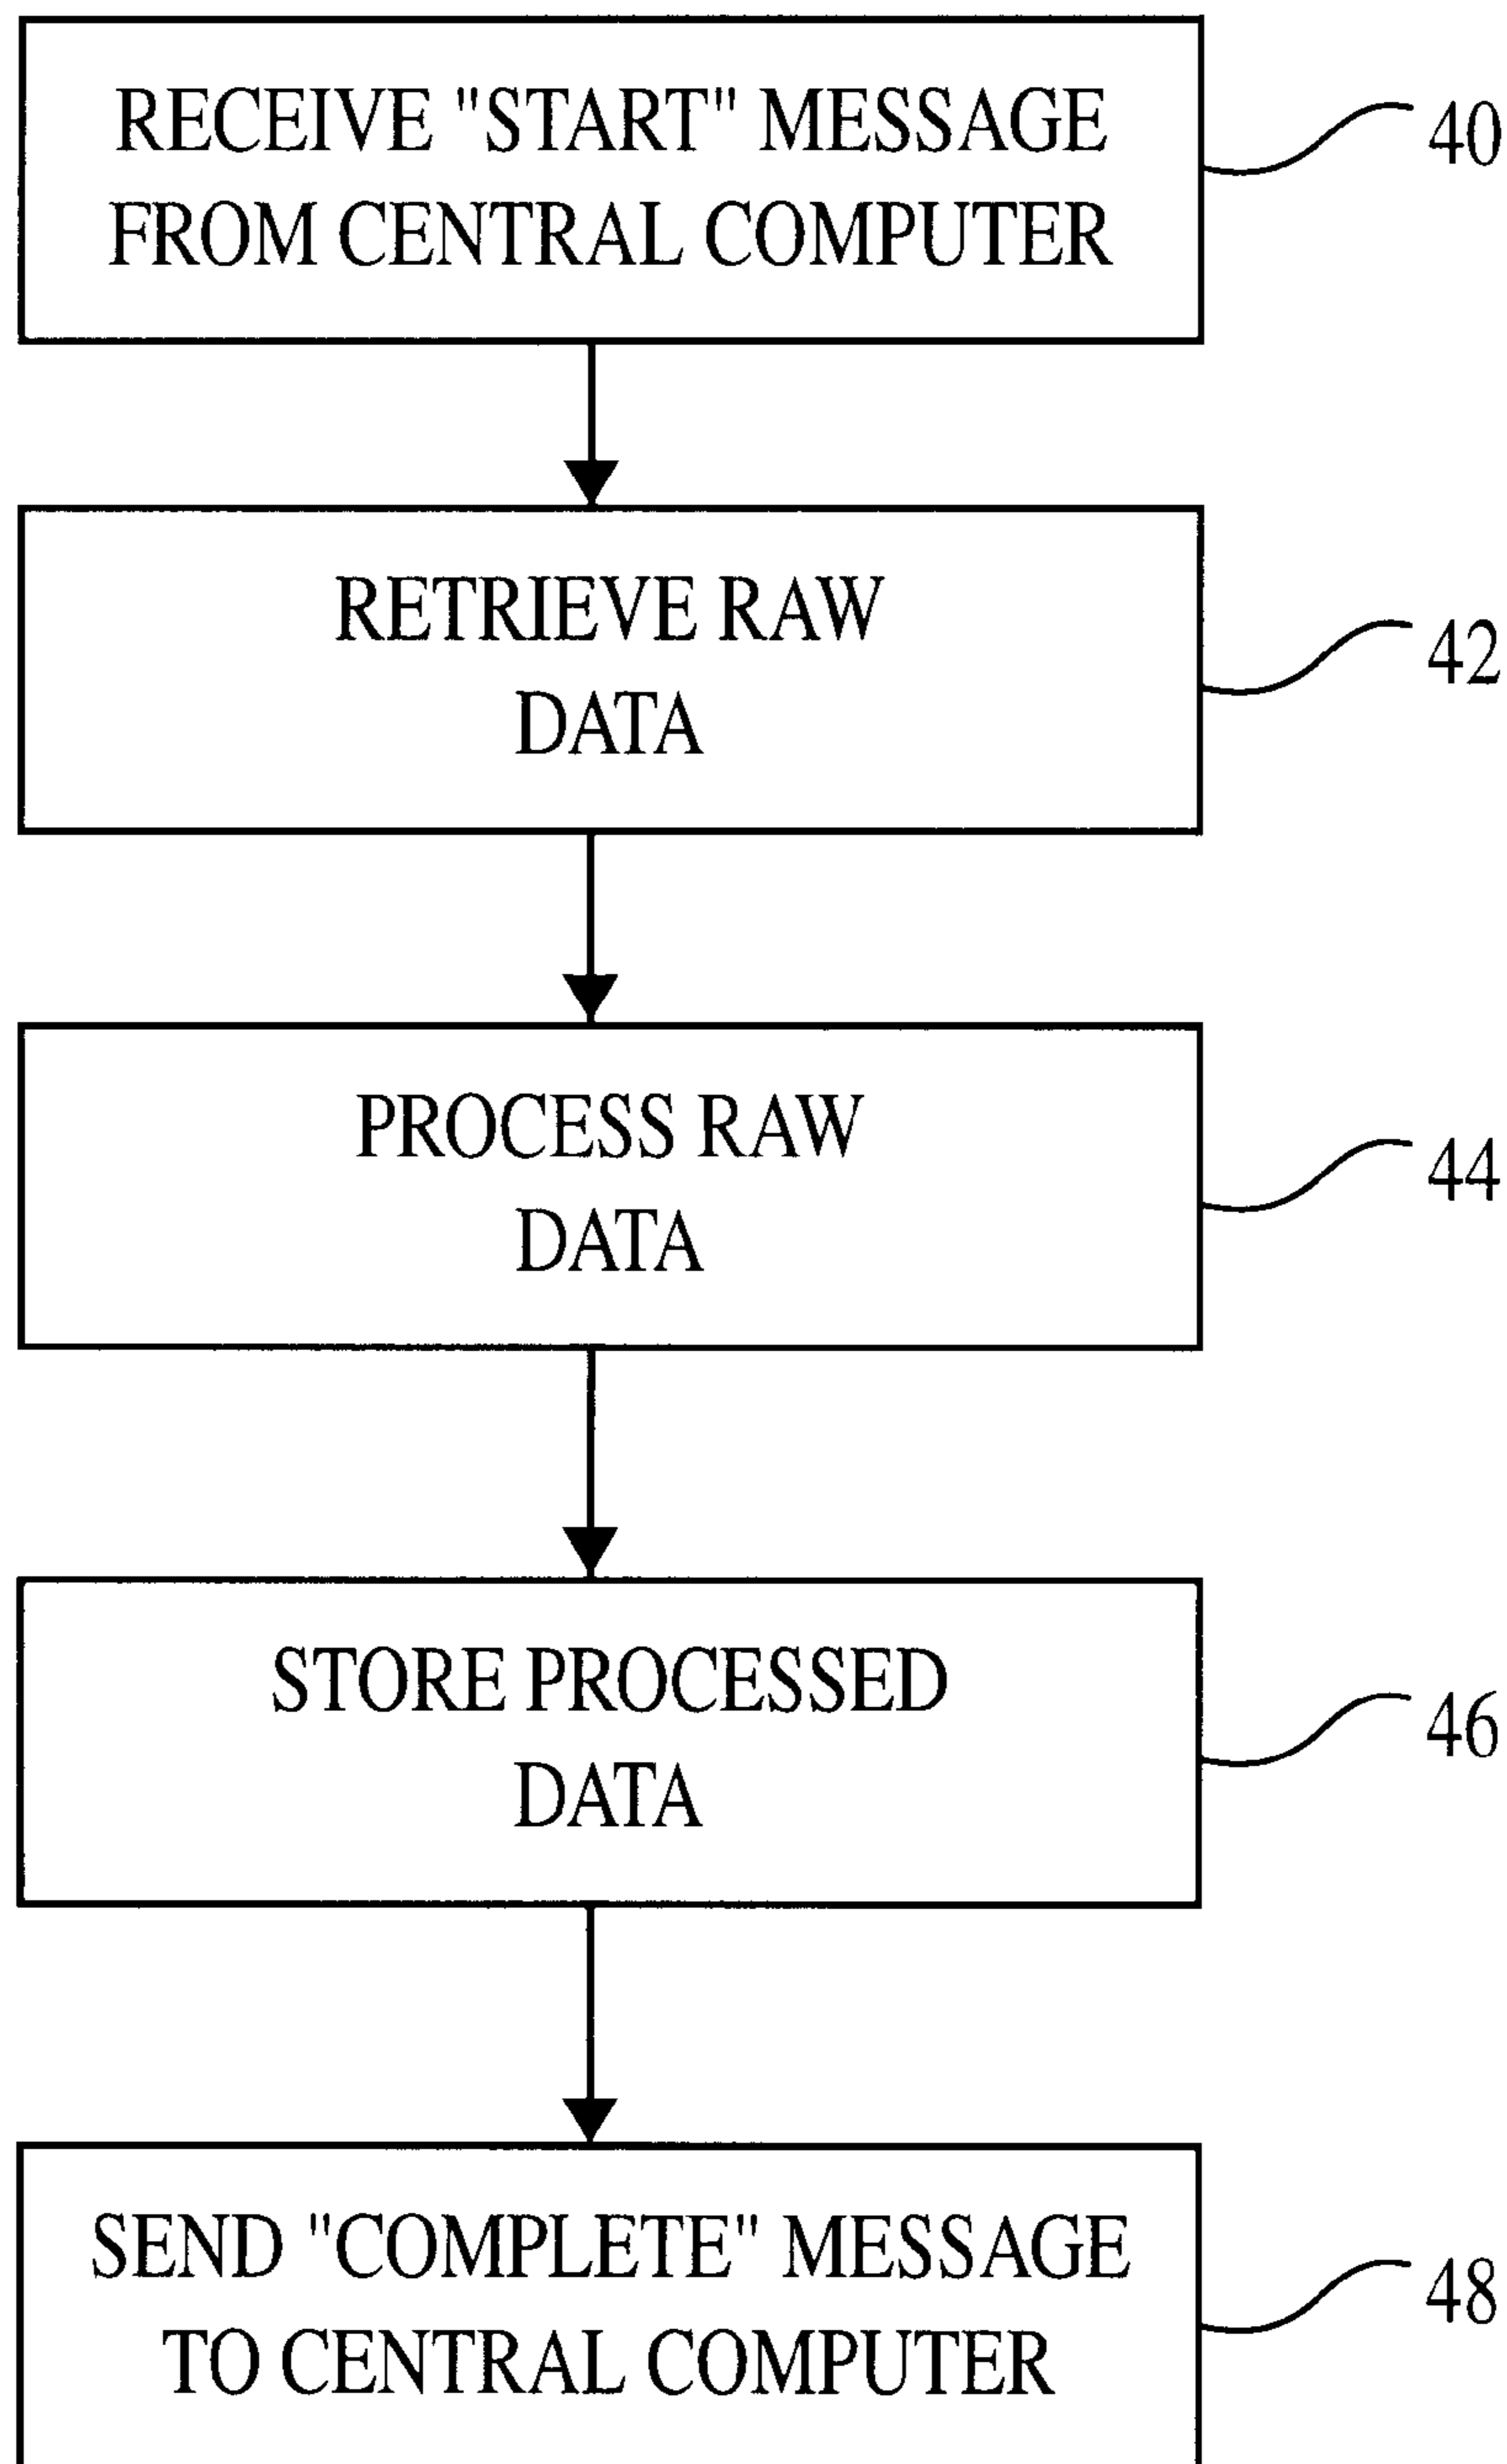 RECEIVE "START" MESSAGE
FROM CENTRAL COMPUTER
40
RETRIEVE RAW
DATA
42
PROCESS RAW
DATA
44
STORE PROCESSED
DATA
46
SEND "COMPLETE" MESSAGE
TO CENTRAL COMPUTER
48